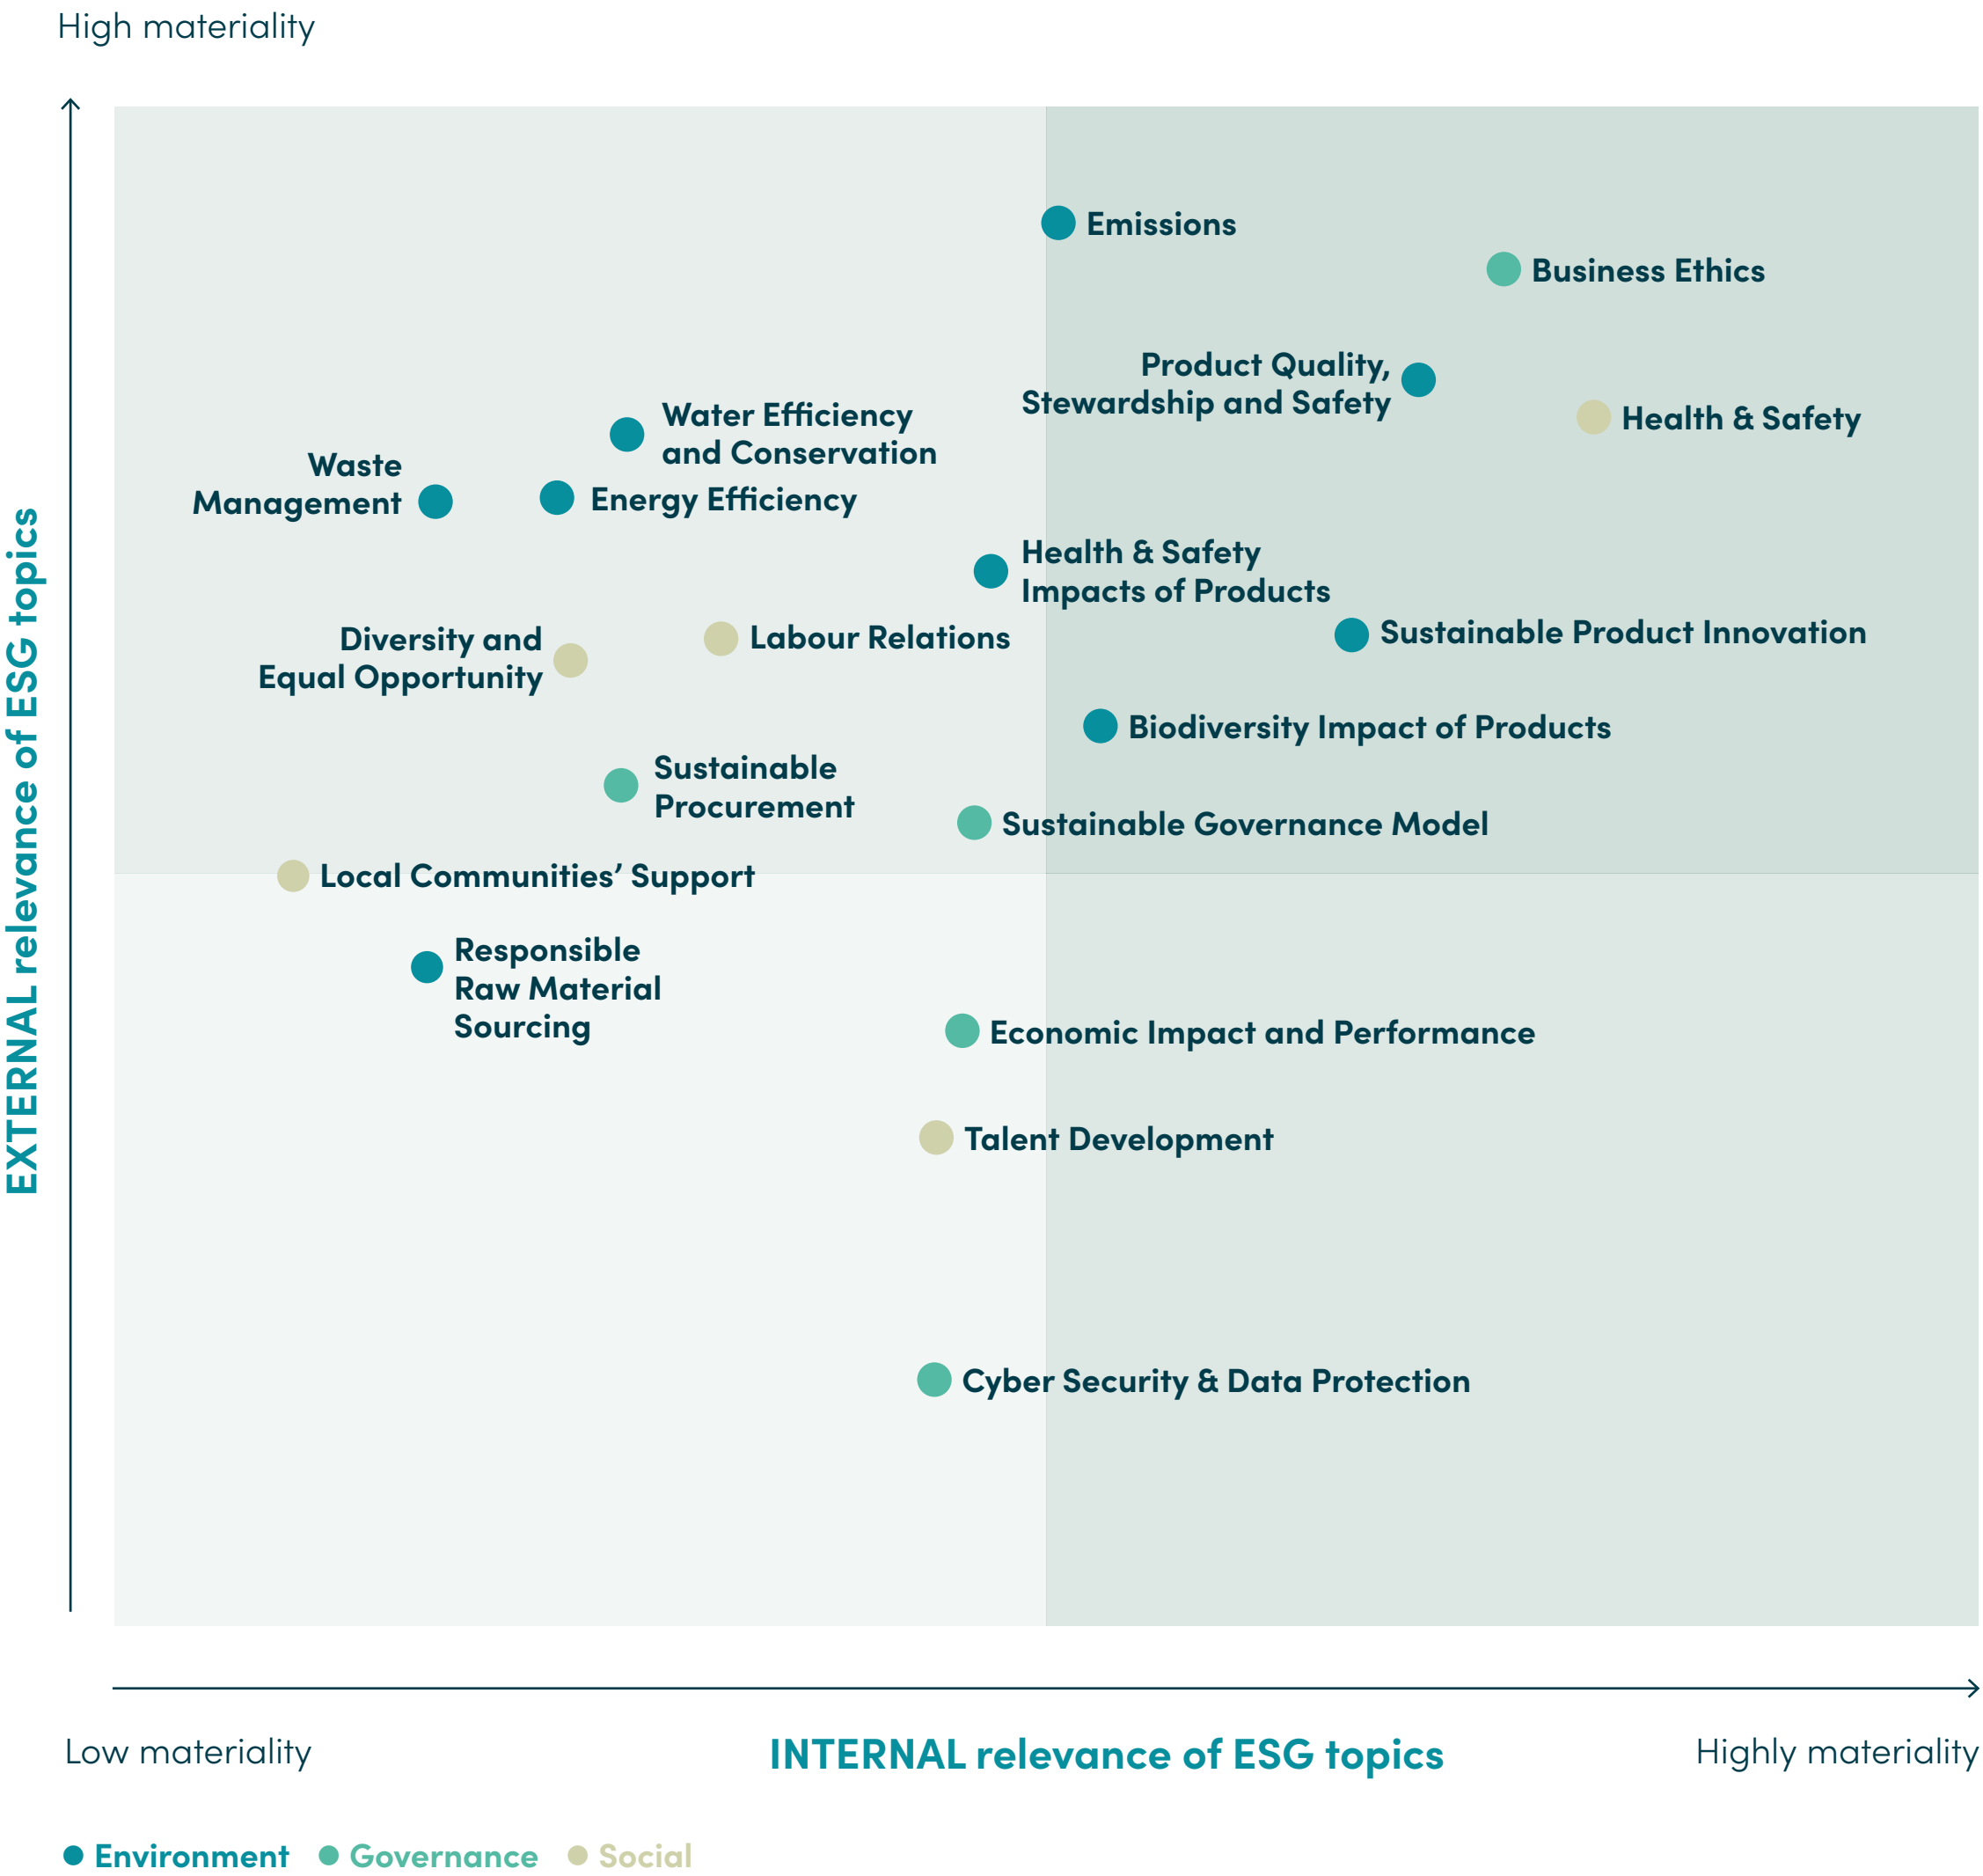 High materiality
EXTERNAL relevance of ESG topics
Emissions
Business Ethics
Product Quality,
Stewardship and Safety
Health & Safety
Water Efficiency
and Conservation
Waste
Management
Energy Efficiency
Health & Safety
Impacts of Products
Diversity and
Equal Opportunity
Labour Relations
Sustainable Product Innovation
Biodiversity Impact of Products
Sustainable
Procurement
Sustainable Governance Model
Local Communities’ Support
Responsible
Raw Material
Sourcing
Economic Impact and Performance
Talent Development
Cyber Security & Data Protection
Low materiality
INTERNAL relevance of ESG topics
Highly materiality
Environment
Governance
Social